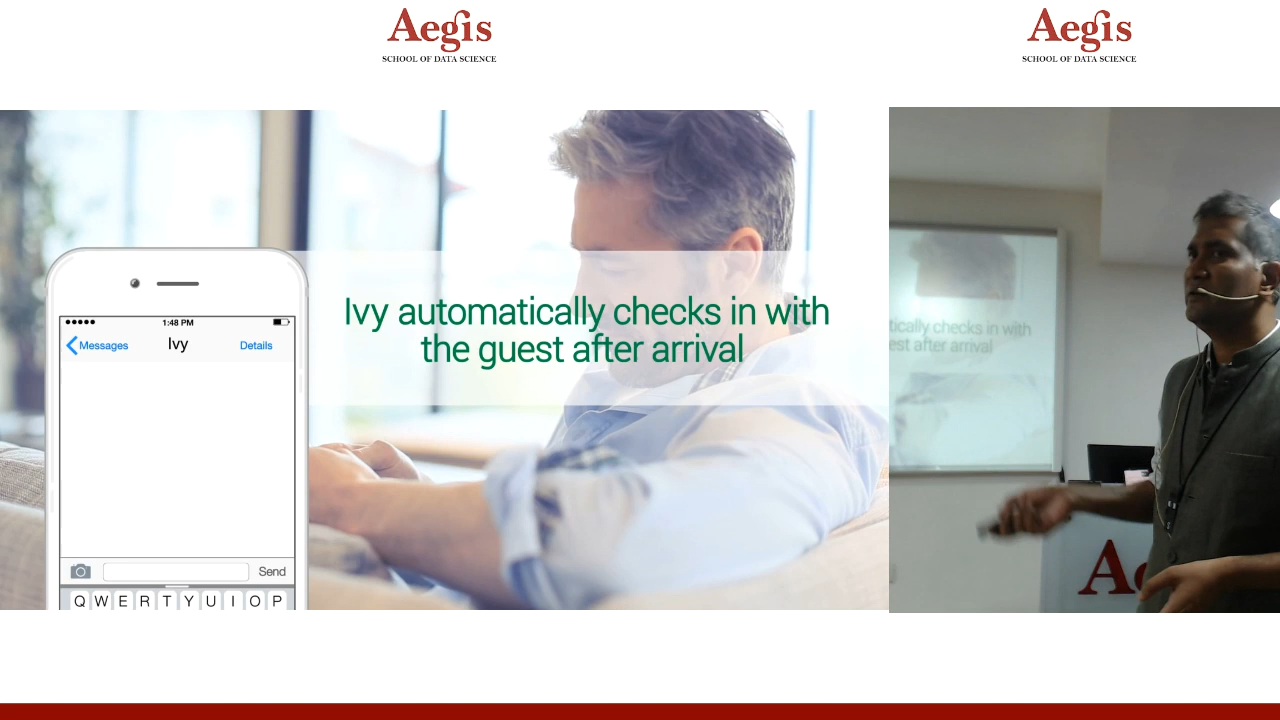 Aegis
SCHOOL OF DATA SCIENCE
Aegis
SCHOOL OF DATA SCIENCE
1:48 PM
Messages
Ivy
Details
Ivy automatically checks in with
the guest after arrival
Send
Q W E R T Y U I O P
tically checks in with
est after arrival
Ae